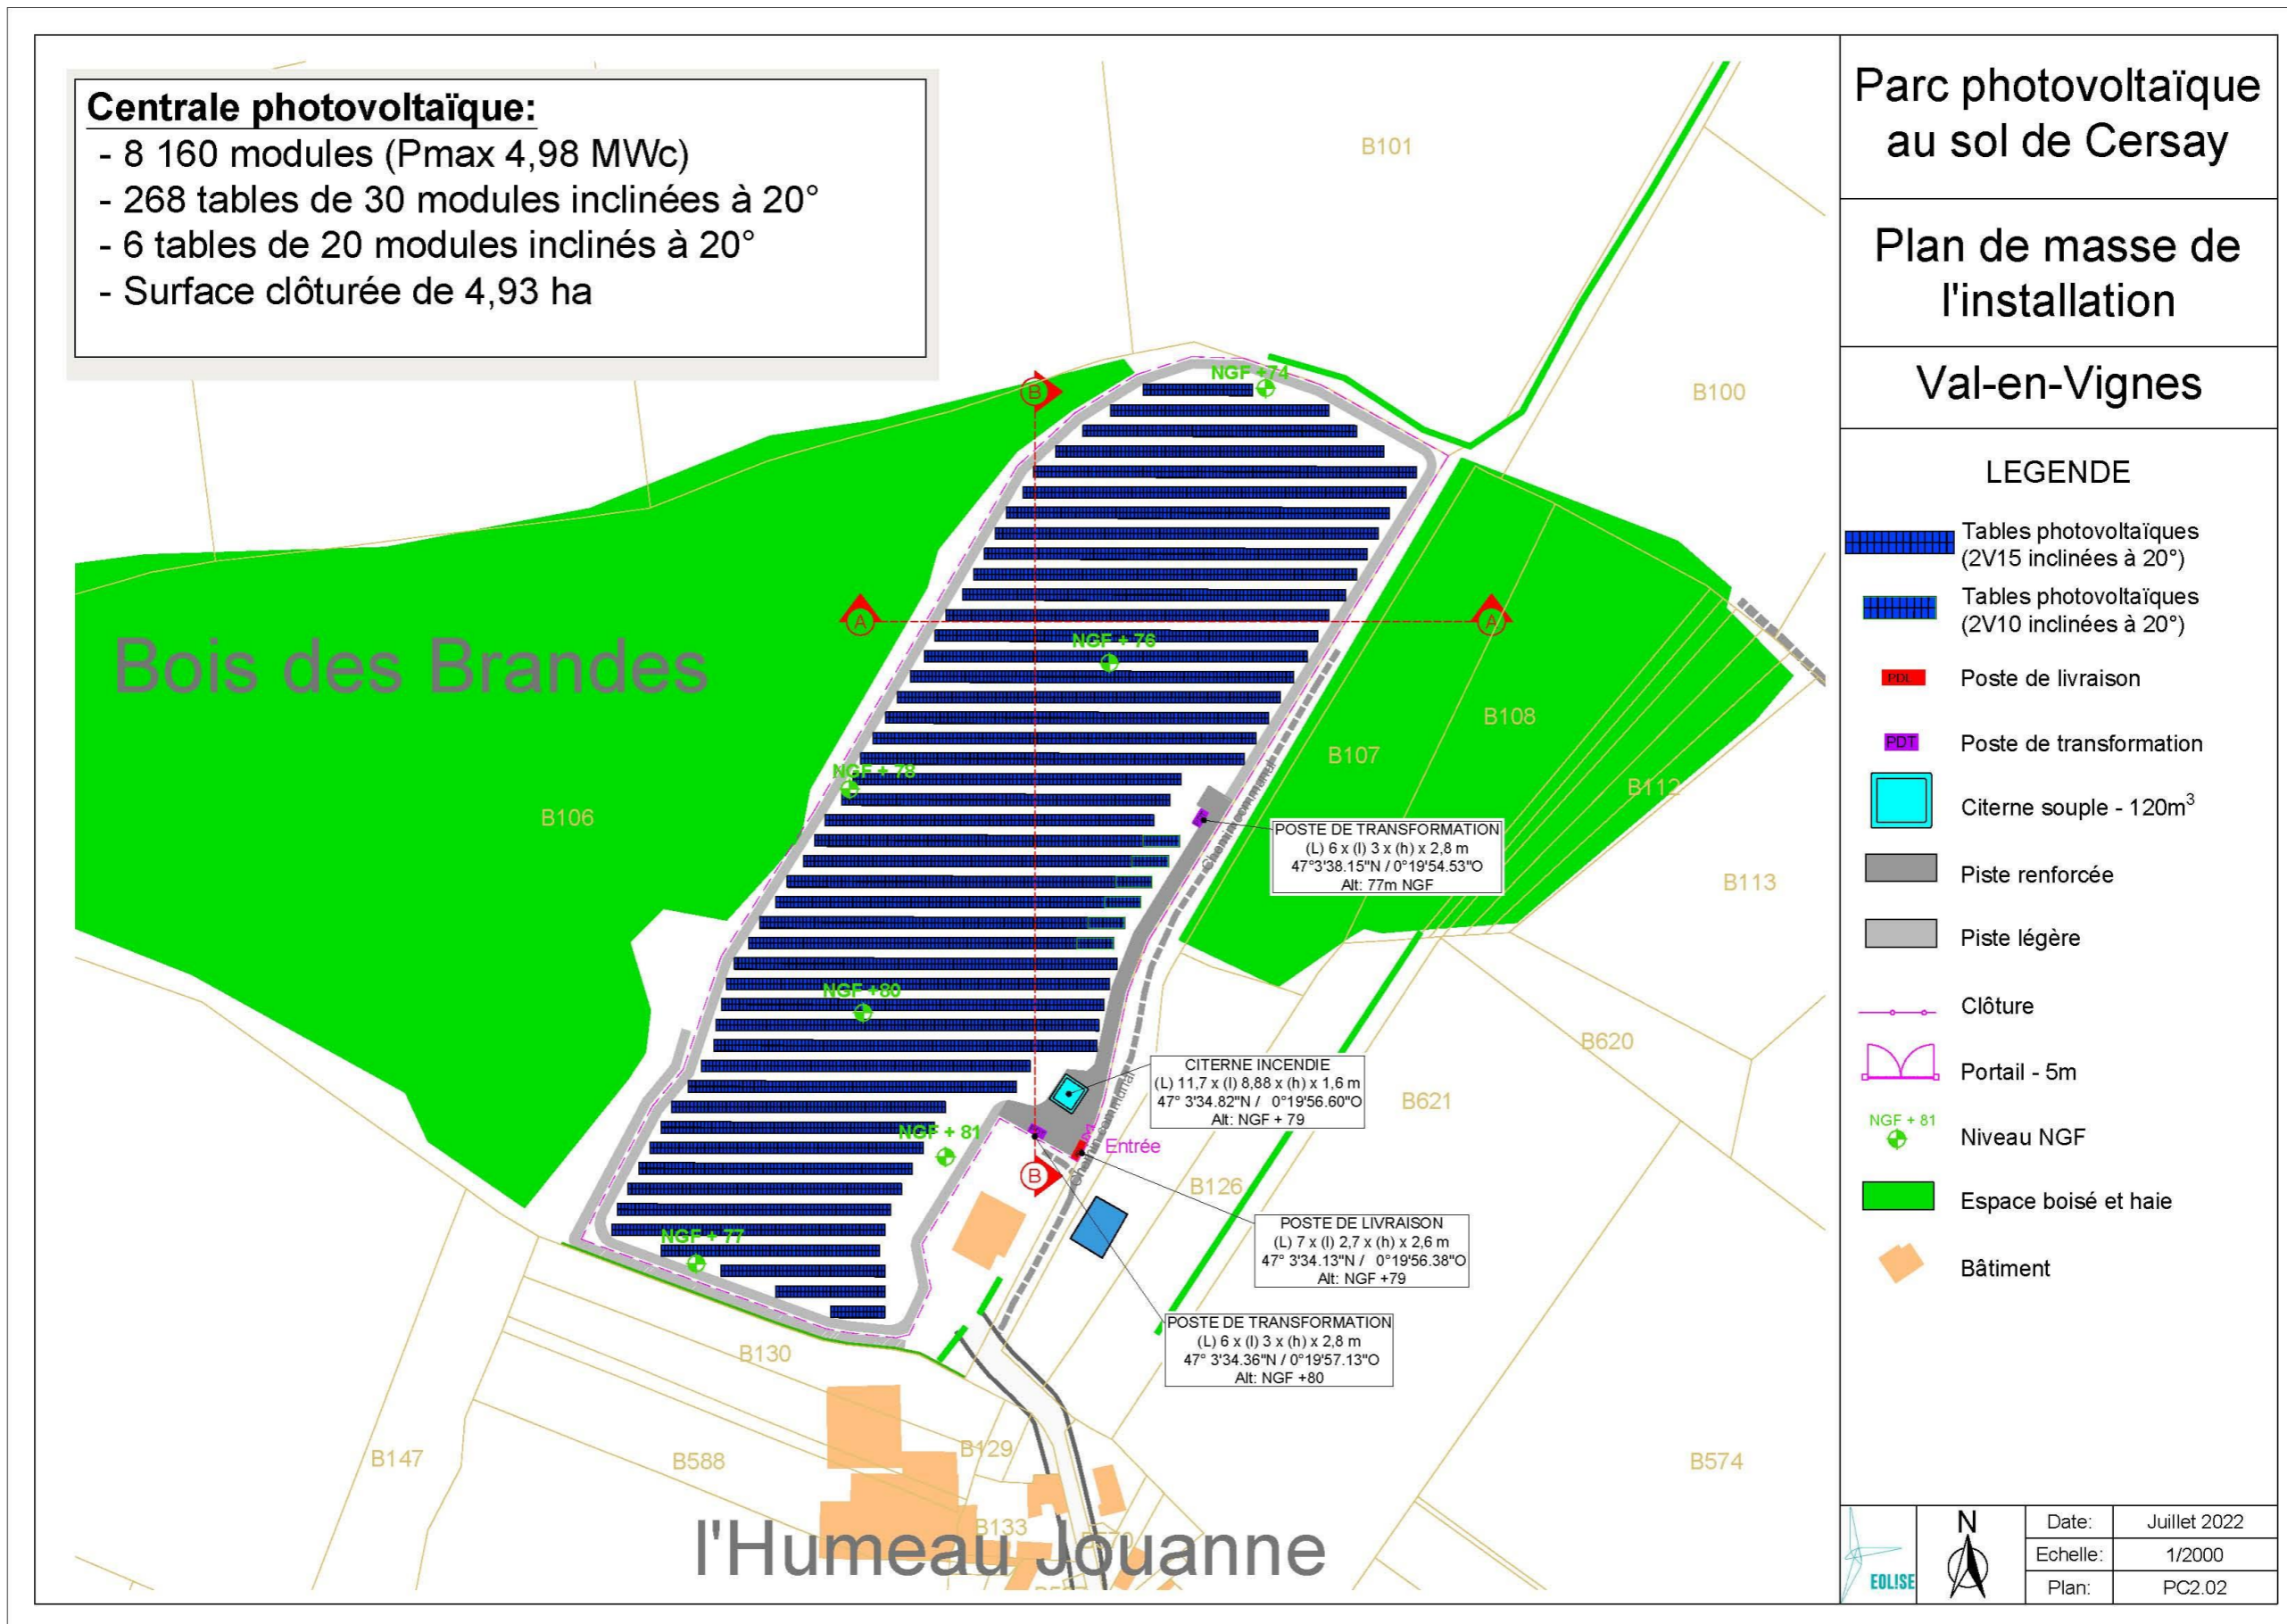 Centrale photovoltaïque:
- 8 160 modules (Pmax 4,98 MWc)
- 268 tables de 30 modules inclinées à 20°
- 6 tables de 20 modules inclinés à 20°
- Surface clôturée de 4,93 ha
Parc photovoltaïque
au sol de Cersay
Plan de masse de
l'installation
Val-en-Vignes
LEGENDE
Tables photovoltaïques
(2V15 inclinées à 20°)
Tables photovoltaïques
(2V10 inclinées à 20°)
PDL
Poste de livraison
PDT
Poste de transformation
Citerne souple - 120m³
Piste renforcée
Piste légère
Clôture
Portail - 5m
NGF + 81
Niveau NGF
Espace boisé et haie
Bâtiment
B101
B100
NGF +74
B
A
A
NGF + 76
Bois des Brandes
B108
B107
B112
NGF + 78
B106
B113
Chemin communal
POSTE DE TRANSFORMATION
(L) 6 x (l) 3 x (h) x 2,8 m
47°3'38.15"N / 0°19'54.53"O
Alt: 77m NGF
NGF +80
B620
CITERNE INCENDIE
(L) 11,7 x (l) 8,88 x (h) x 1,6 m
47° 3'34.82"N / 0°19'56.60"O
Alt: NGF + 79
B621
Chemin communal
NGF + 81
Entrée
B
B126
POSTE DE LIVRAISON
(L) 7 x (l) 2,7 x (h) x 2,6 m
47° 3'34.13"N / 0°19'56.38"O
Alt: NGF +79
NGF + 77
POSTE DE TRANSFORMATION
(L) 6 x (l) 3 x (h) x 2,8 m
47° 3'34.36"N / 0°19'57.13"O
Alt: NGF +80
B130
B147
B588
B129
B574
B133
l'Humeau Jouanne
EOLISE
N
Date: Juillet 2022
Echelle: 1/2000
Plan: PC2.02